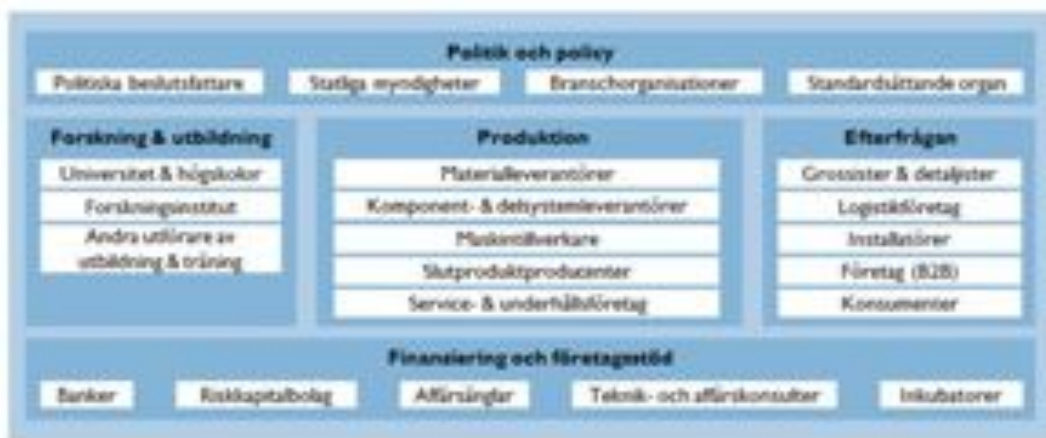 Politik och policy
Politiska beslutsfattare
Statliga myndigheter
Branschorganisationer
Standardsättande organ
Forskning & utbildning
Universitet & högskolor
Forskningsinstitut
Andra utförare av
utbildning & träning
Produktion
Materialleverantörer
Komponent- & delsystemleverantörer
Maskintillverkare
Slutproduktproducenter
Service- & underhållsföretag
Efterfrågan
Grossister & detaljister
Logistikföretag
Installatörer
Företag (B2B)
Konsumenter
Finansiering och företagsstöd
Banker
Riskkapitalbolag
Affärsänglar
Teknik- och affärskonsulter
Inkubatorer